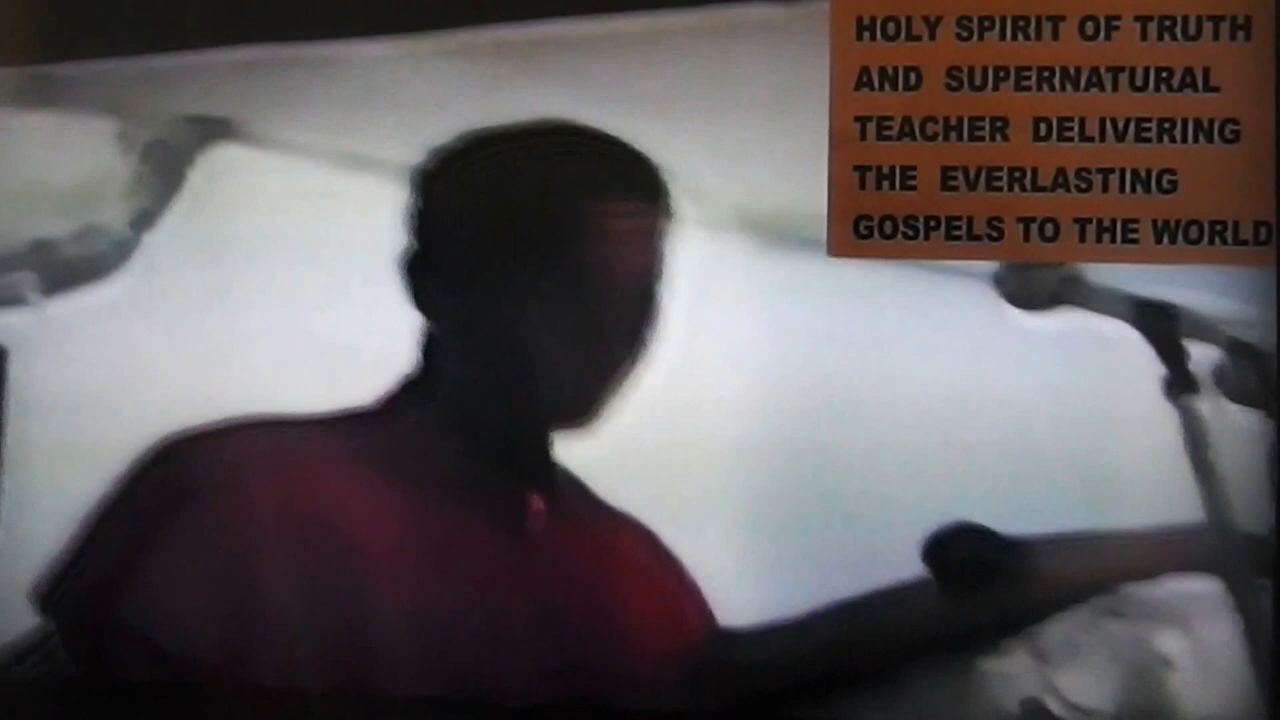 HOLY SPIRIT OF TRUTH
AND SUPERNATURAL
TEACHER DELIVERING
THE EVERLASTING
GOSPELS TO THE WORLD